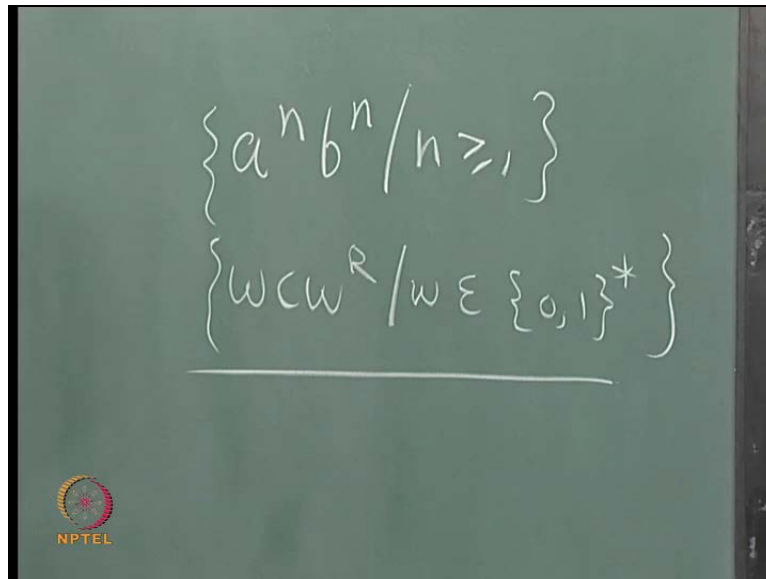 {aⁿbⁿ/n ≥ 1}
{wcwᴿ/w ε {0,1}*}
NPTEL